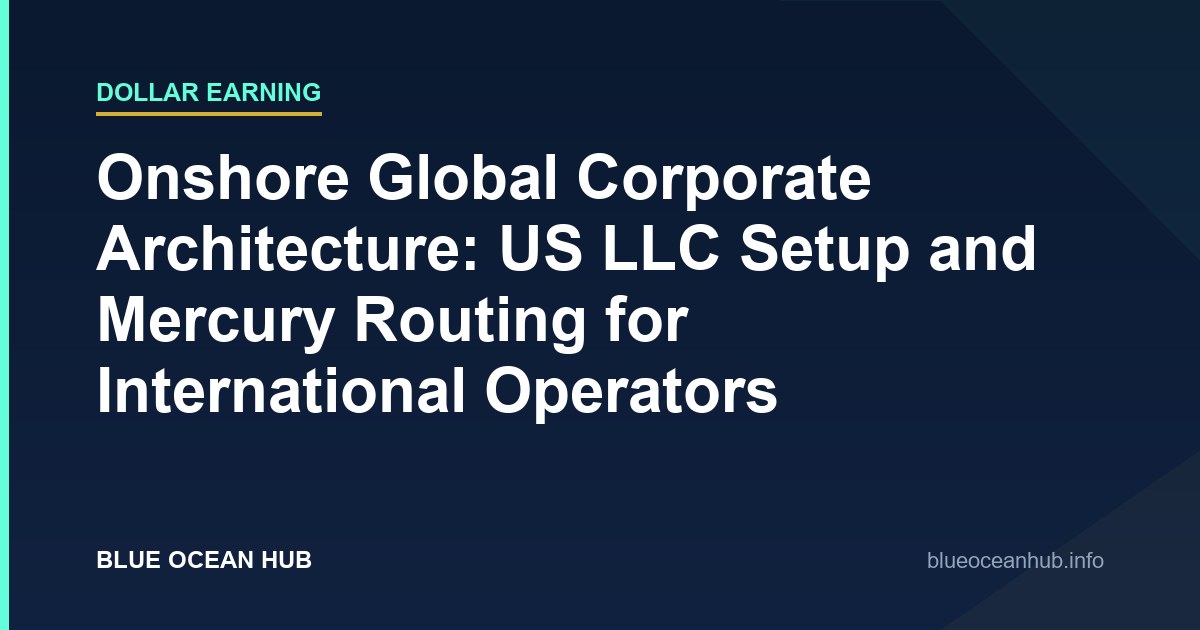 DOLLAR EARNING
Onshore Global Corporate
Architecture: US LLC Setup and
Mercury Routing for
International Operators
BLUE OCEAN HUB
blueoceanhub.info